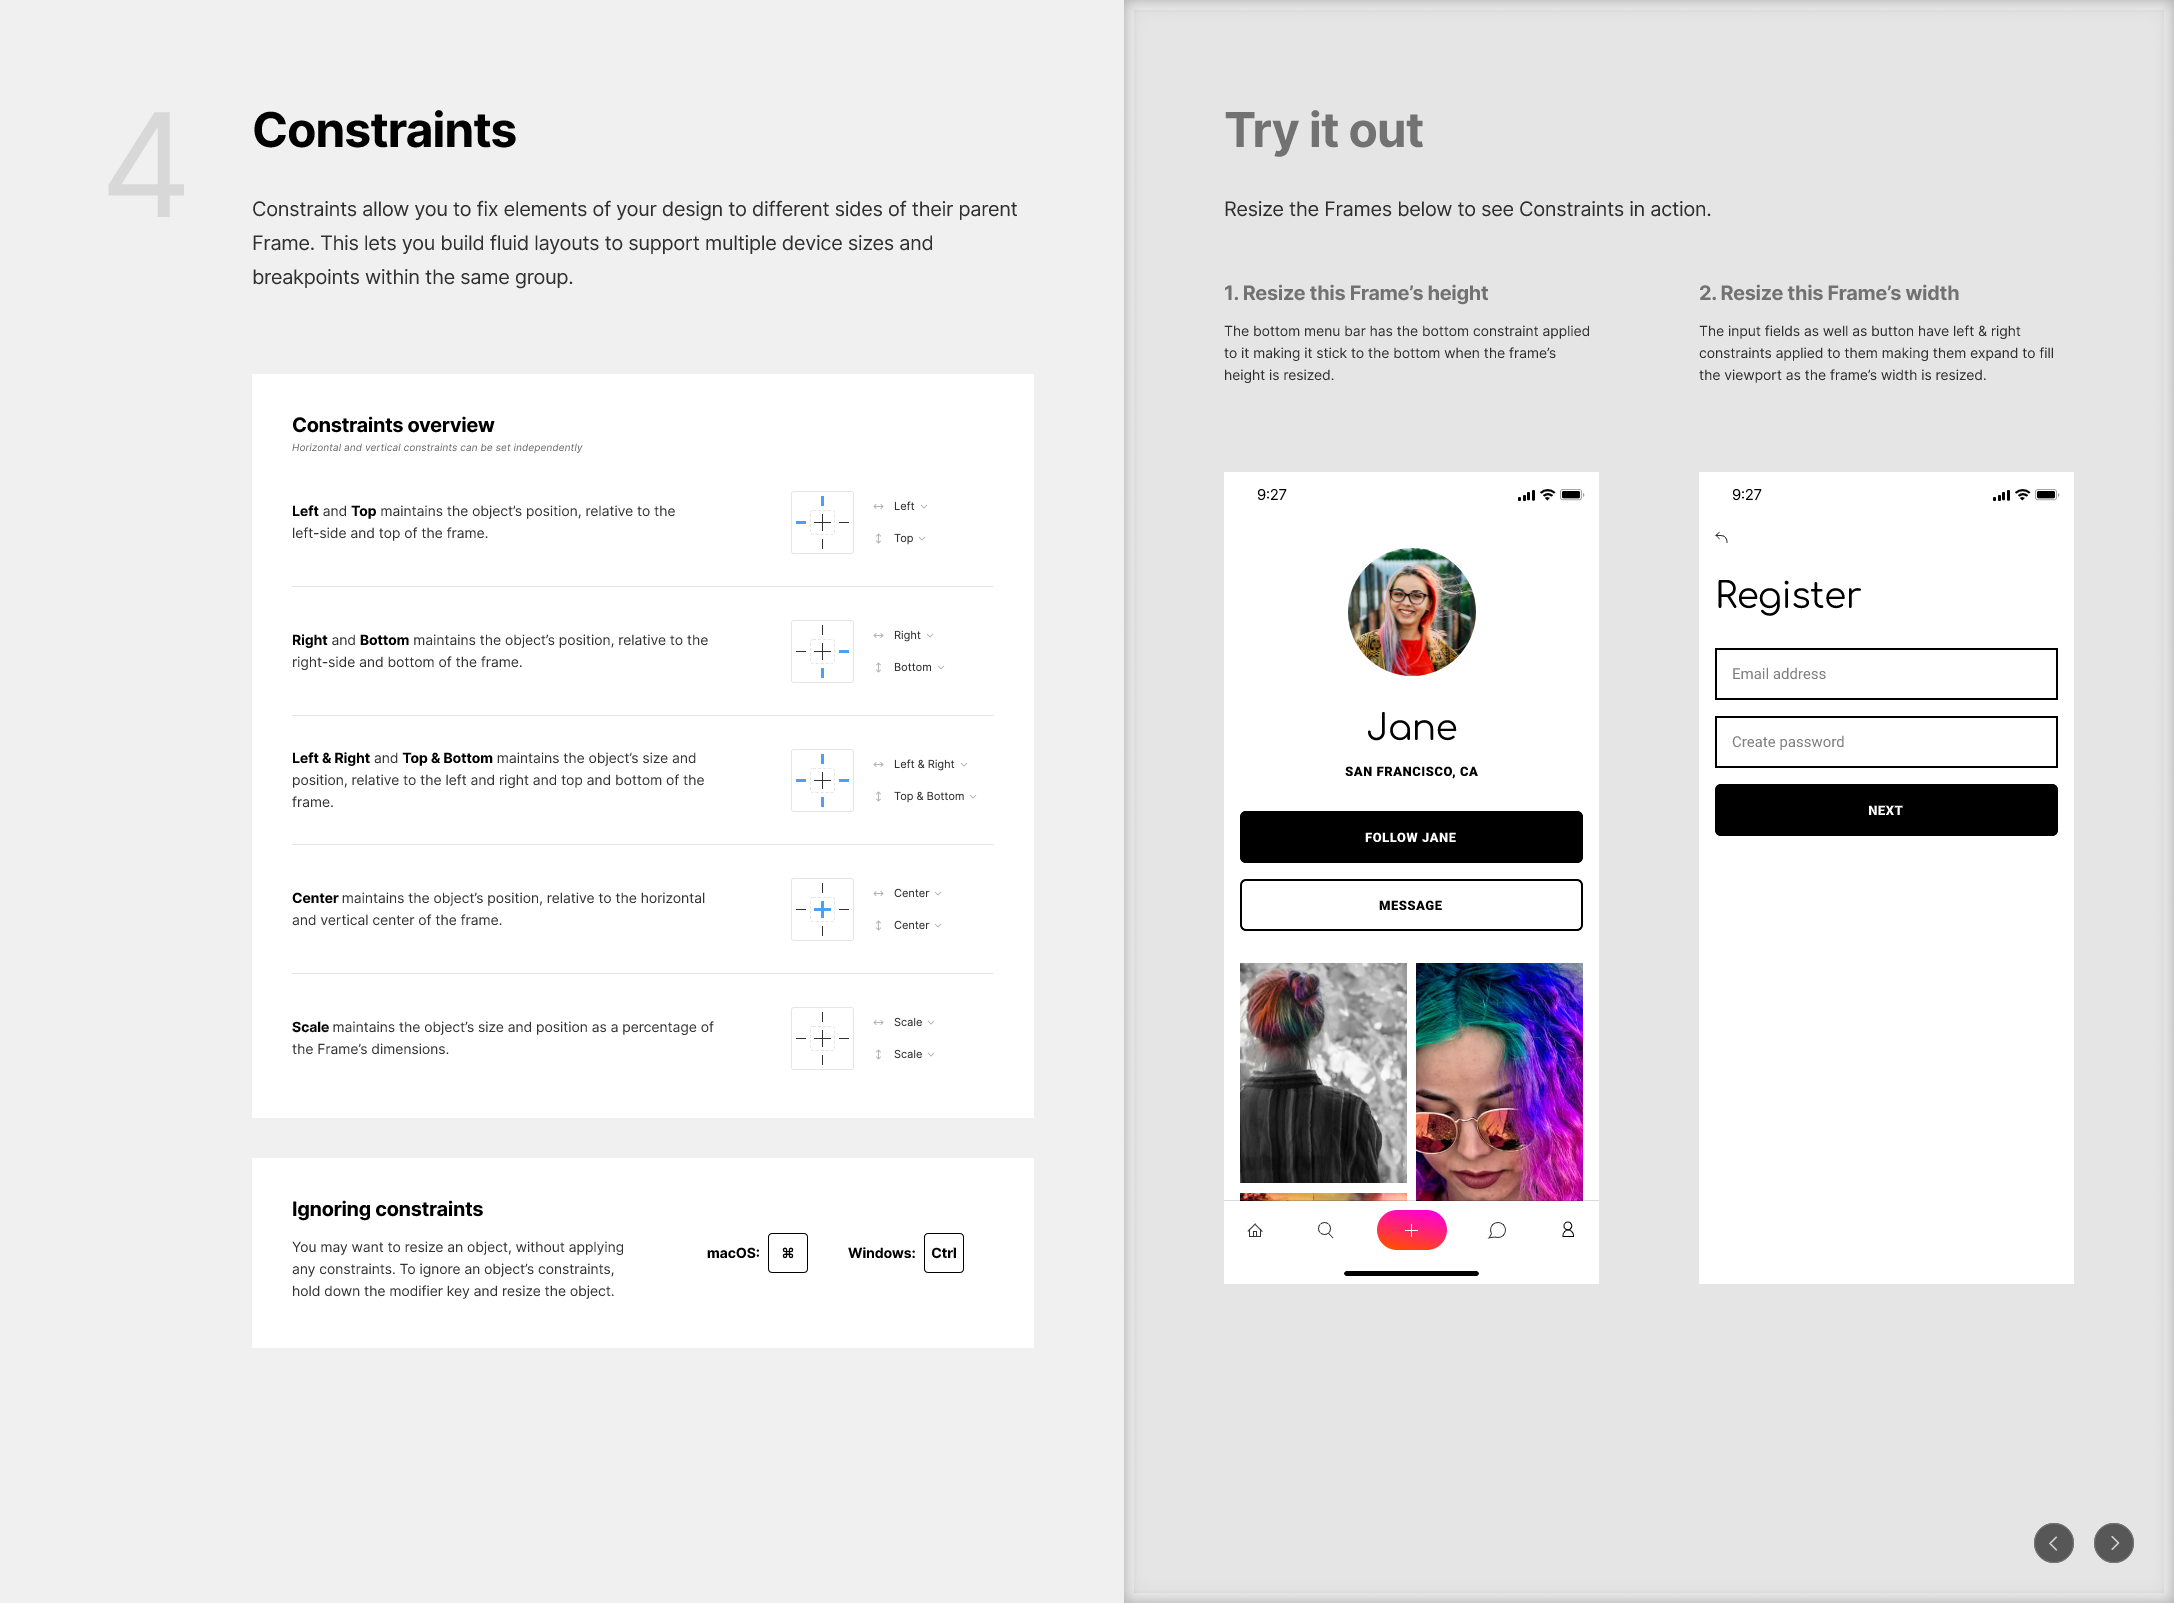 4
Constraints
Constraints allow you to fix elements of your design to different sides of their parent
Frame. This lets you build fluid layouts to support multiple device sizes and
breakpoints within the same group.
Constraints overview
Horizontal and vertical constraints can be set independently
Left and Top maintains the object's position, relative to the
left-side and top of the frame.
Left
Top
Right and Bottom maintains the object's position, relative to the
right-side and bottom of the frame.
Right
Bottom
Left & Right and Top & Bottom maintains the object's size and
position, relative to the left and right and top and bottom of the
frame.
Left & Right
Top & Bottom
Center maintains the object's position, relative to the horizontal
and vertical center of the frame.
Center
Center
Scale maintains the object's size and position as a percentage of
the Frame's dimensions.
Scale
Scale
Ignoring constraints
You may want to resize an object, without applying
any constraints. To ignore an object's constraints,
hold down the modifier key and resize the object.
macOS: ⌘ Windows: Ctrl
Try it out
Resize the Frames below to see Constraints in action.
1. Resize this Frame's height
The bottom menu bar has the bottom constraint applied
to it making it stick to the bottom when the frame's
height is resized.
2. Resize this Frame's width
The input fields as well as button have left & right
constraints applied to them making them expand to fill
the viewport as the frame's width is resized.
9:27
Jane
SAN FRANCISCO, CA
FOLLOW JANE
MESSAGE
9:27
Register
Email address
Create password
NEXT